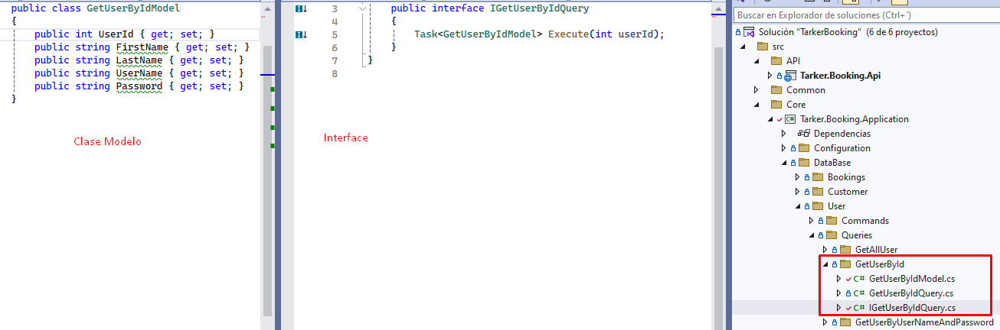 public class GetUserByIdModel
{
public int UserId { get; set; }
public string FirstName { get; set; }
public string LastName { get; set; }
public string UserName { get; set; }
public string Password { get; set; }
}
Clase Modelo
3 public interface IGetUserByIdQuery
4 {
5 Task<GetUserByIdModel> Execute(int userId);
6 }
7 }
8
Interface
Buscar en Explorador de soluciones (Ctrl+´)
Solución "TarkerBooking" (6 de 6 proyectos)
src
API
Tarker.Booking.Api
Common
Core
Tarker.Booking.Application
Dependencias
Configuration
DataBase
Bookings
Customer
User
Commands
Queries
GetAllUser
GetUserById
GetUserByIdModel.cs
GetUserByIdQuery.cs
IGetUserByIdQuery.cs
GetUserByUserNameAndPassword